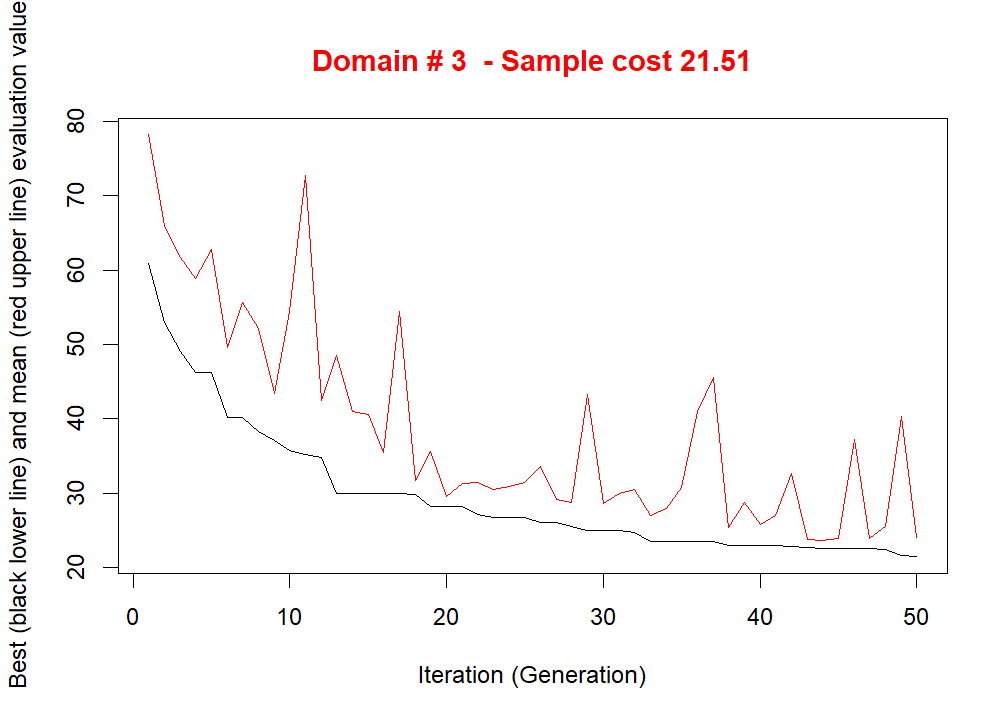 Domain # 3  - Sample cost 21.51
Best (black lower line) and mean (red upper line) evaluation value
80
70
60
50
40
30
20
0 10 20 30 40 50
Iteration (Generation)